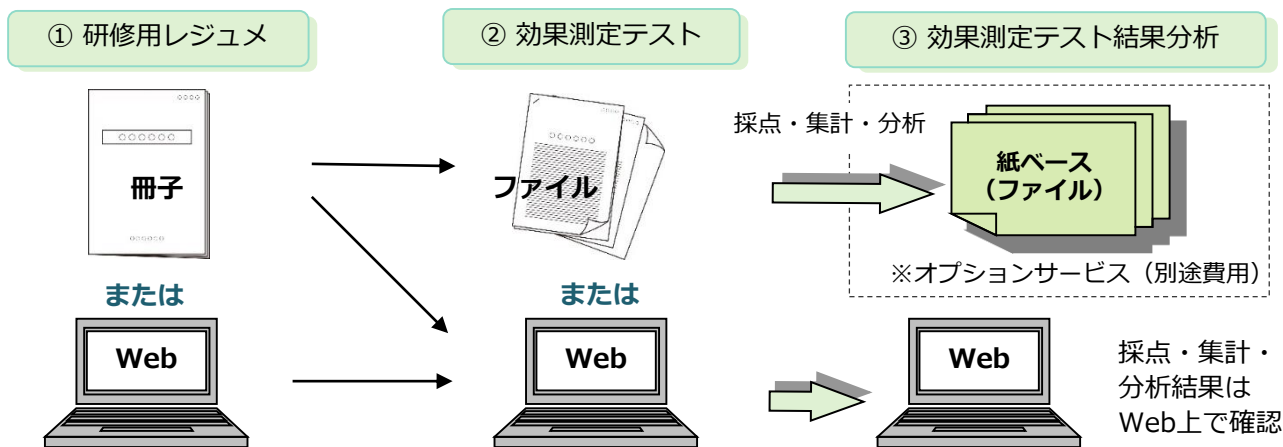 ① 研修用レジュメ
② 効果測定テスト
③ 効果測定テスト結果分析
○○○○
○○○○○○
冊子
○○○○○○
または
Web
○○○○○○
ファイル
または
Web
採点・集計・分析
紙ベース
（ファイル）
※オプションサービス（別途費用）
Web
採点・集計・
分析結果は
Web上で確認